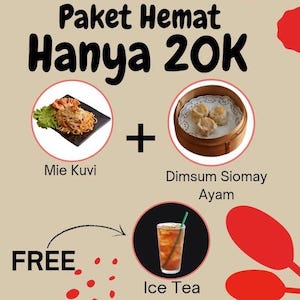 Paket Hemat
Hanya 20K
+
Mie Kuvi
Dimsum Siomay
Ayam
FREE
Ice Tea